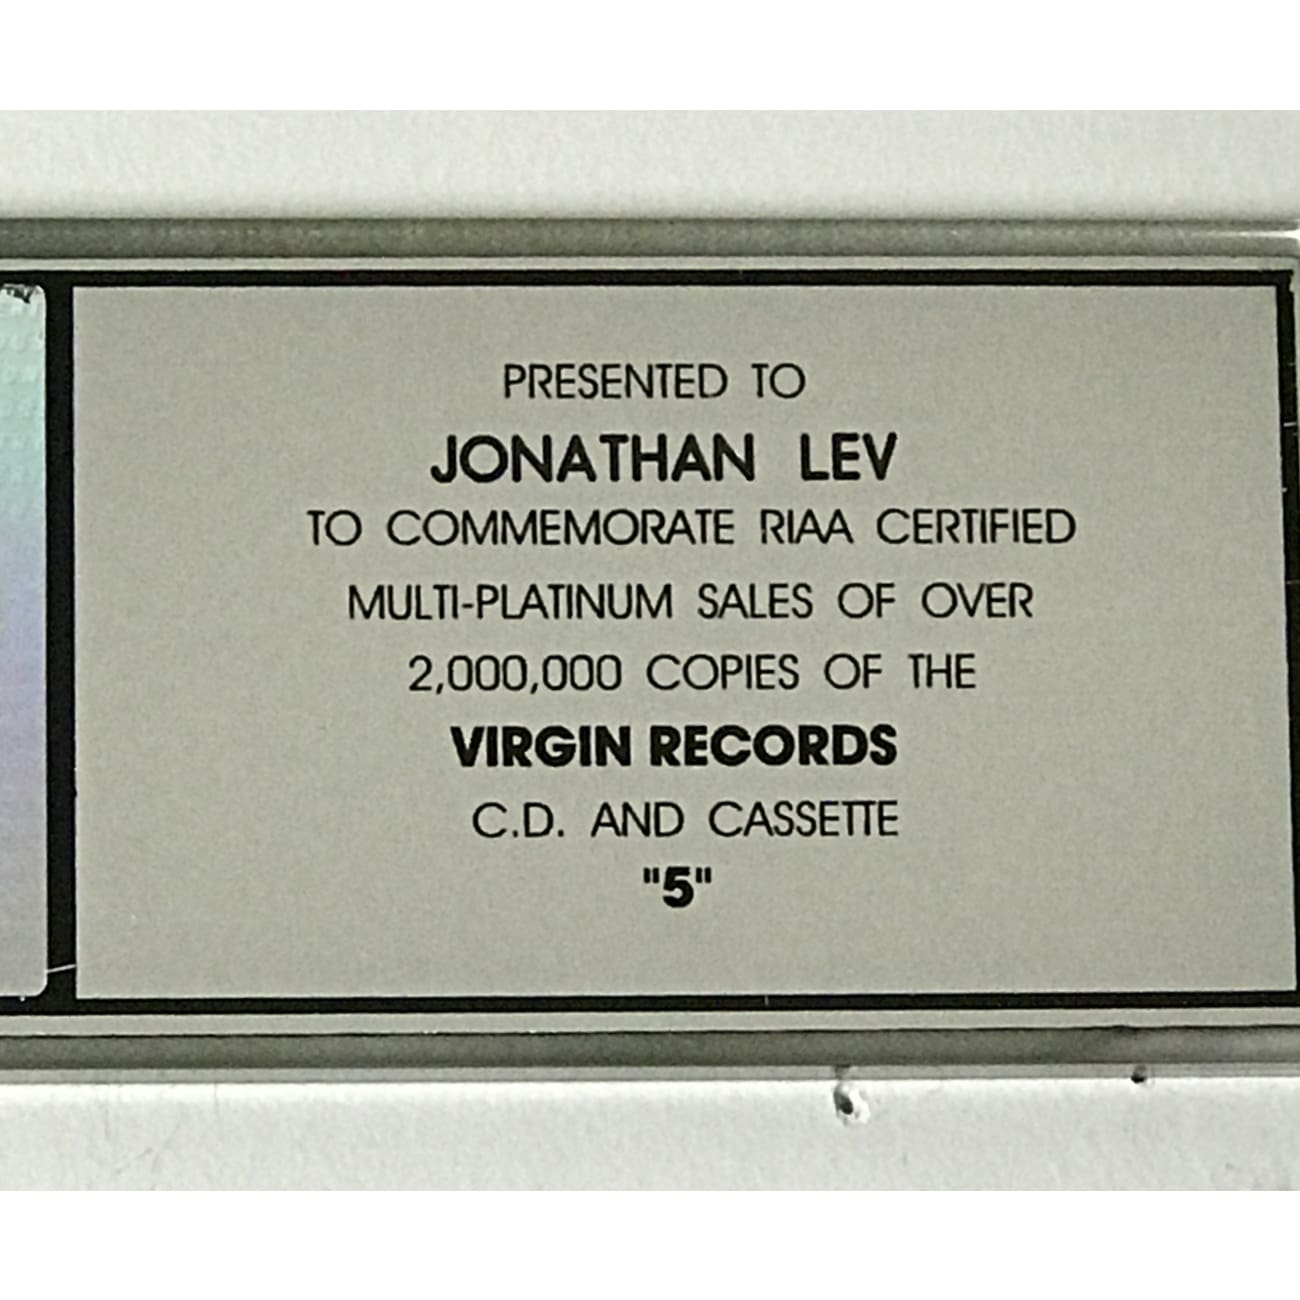 PRESENTED TO
JONATHAN LEV
TO COMMEMORATE RIAA CERTIFIED
MULTI-PLATINUM SALES OF OVER
2,000,000 COPIES OF THE
VIRGIN RECORDS
C.D. AND CASSETTE
"5"